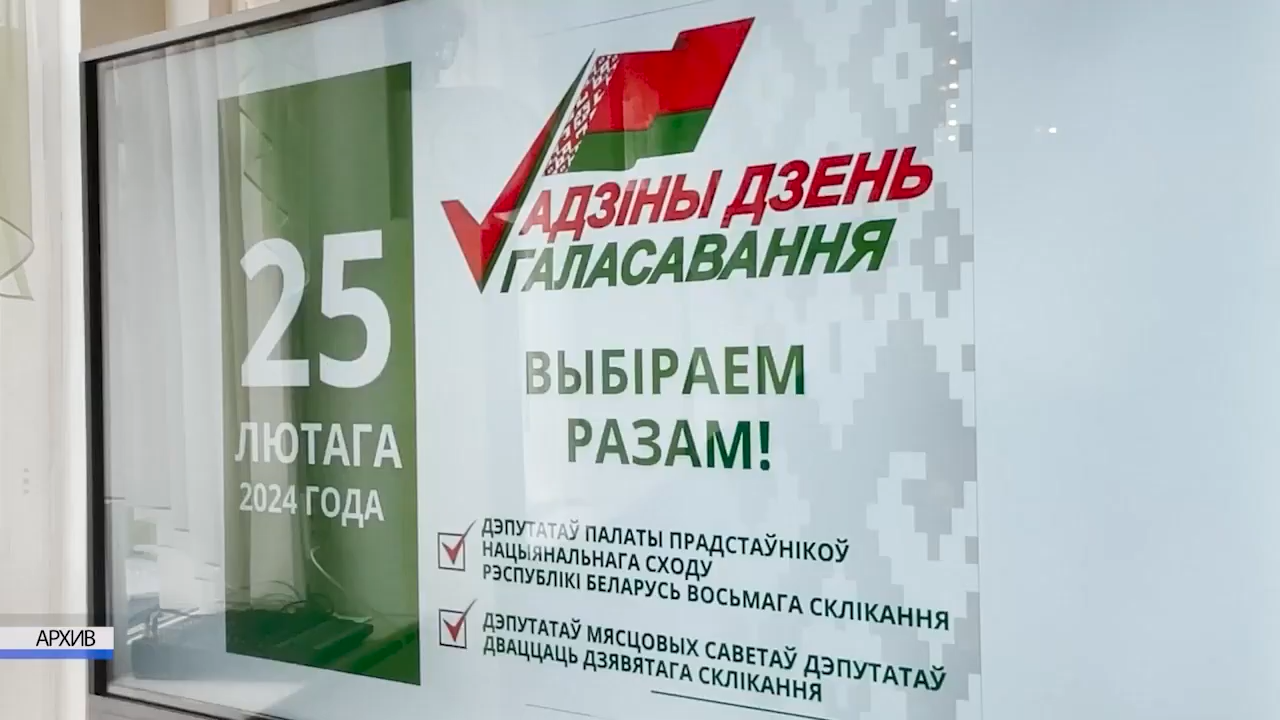 25
ЛЮТАГА
2024 ГОДА
АДЗІНЫ ДЗЕНЬ
ГАЛАСАВАННЯ
ВЫБІРАЕМ
РАЗАМ!
ДЭПУТАТАЎ ПАЛАТЫ ПРАДСТАЎНІКОЎ
НАЦЫЯНАЛЬНАГА СХОДУ
РЭСПУБЛІКІ БЕЛАРУСЬ ВОСЬМАГА СКЛІКАННЯ
ДЭПУТАТАЎ МЯСЦОВЫХ САВЕТАЎ ДЭПУТАТАЎ
ДВАЦЦАЦЬ ДЗЯВЯТАГА СКЛІКАННЯ
АРХИВ